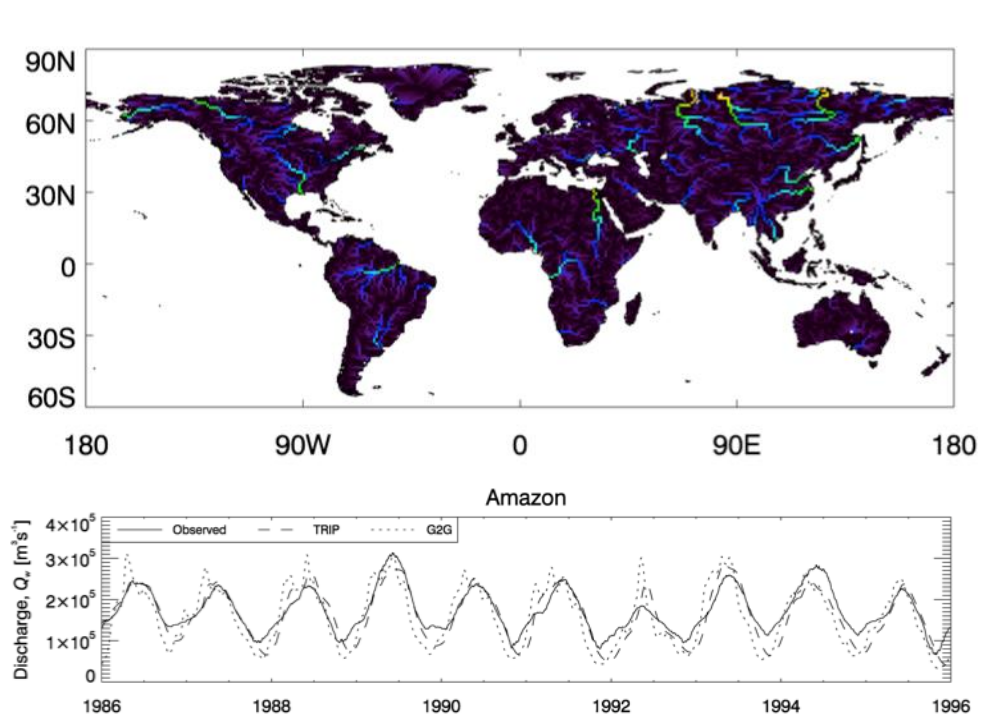 90N
60N
30N
0
30S
60S
180 90W 0 90E 180
Amazon
Observed TRIP G2G
Discharge, Qw [m³s⁻¹]
4×10⁵
3×10⁵
2×10⁵
1×10⁵
0
1986 1988 1990 1992 1994 1996